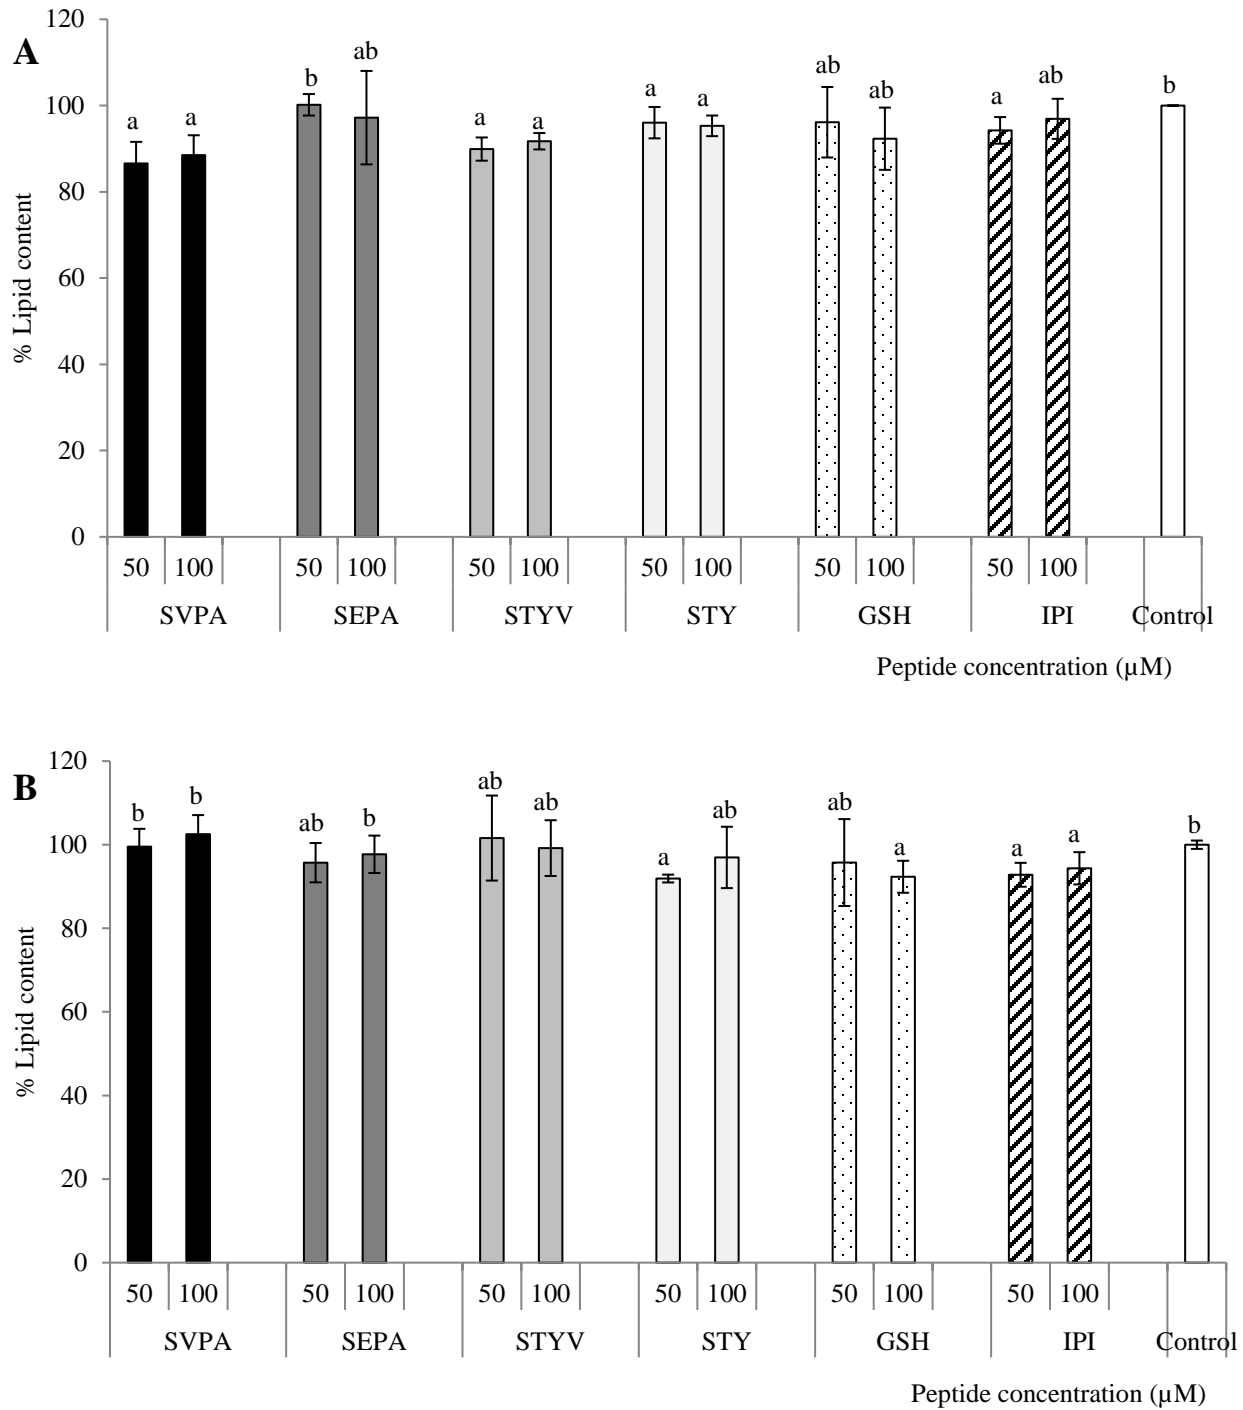 A
120
100
80
60
40
20
0
% Lipid content
a a b ab a a a a ab ab a ab b
50 100 50 100 50 100 50 100 50 100 50 100
SVPA SEPA STYV STY GSH IPI Control
Peptide concentration (µM)
B
120
100
80
60
40
20
0
% Lipid content
b b ab b ab ab a ab ab a a a b
50 100 50 100 50 100 50 100 50 100 50 100
SVPA SEPA STYV STY GSH IPI Control
Peptide concentration (µM)